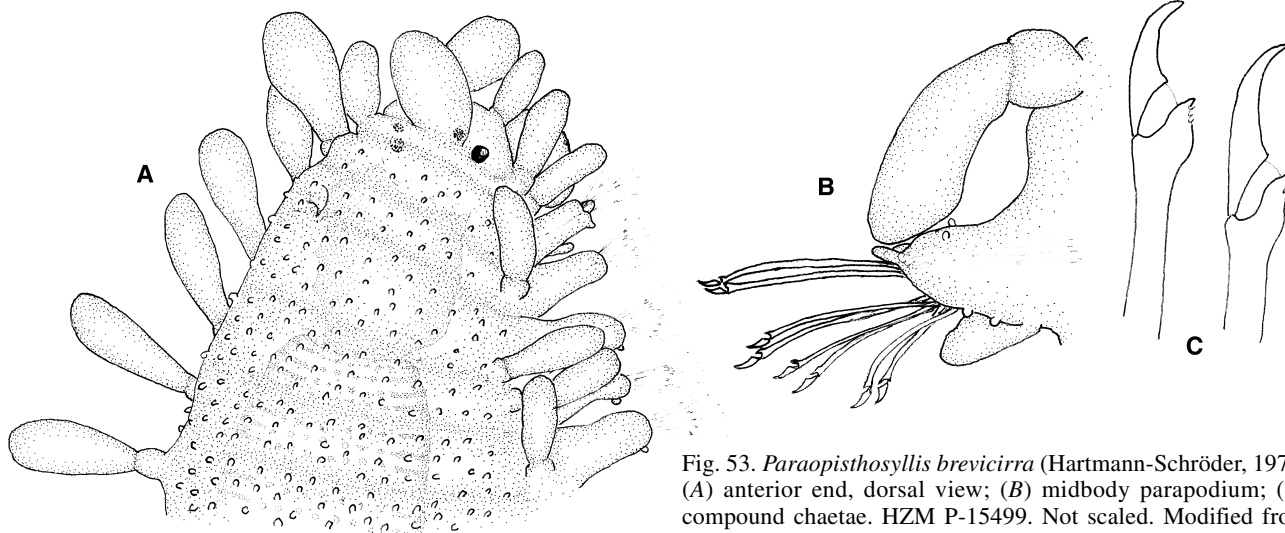 A
B
C
Fig. 53. Paraopisthosyllis brevicirra (Hartmann-Schröder, 197
(A) anterior end, dorsal view; (B) midbody parapodium; (
compound chaetae. HZM P-15499. Not scaled. Modified fro